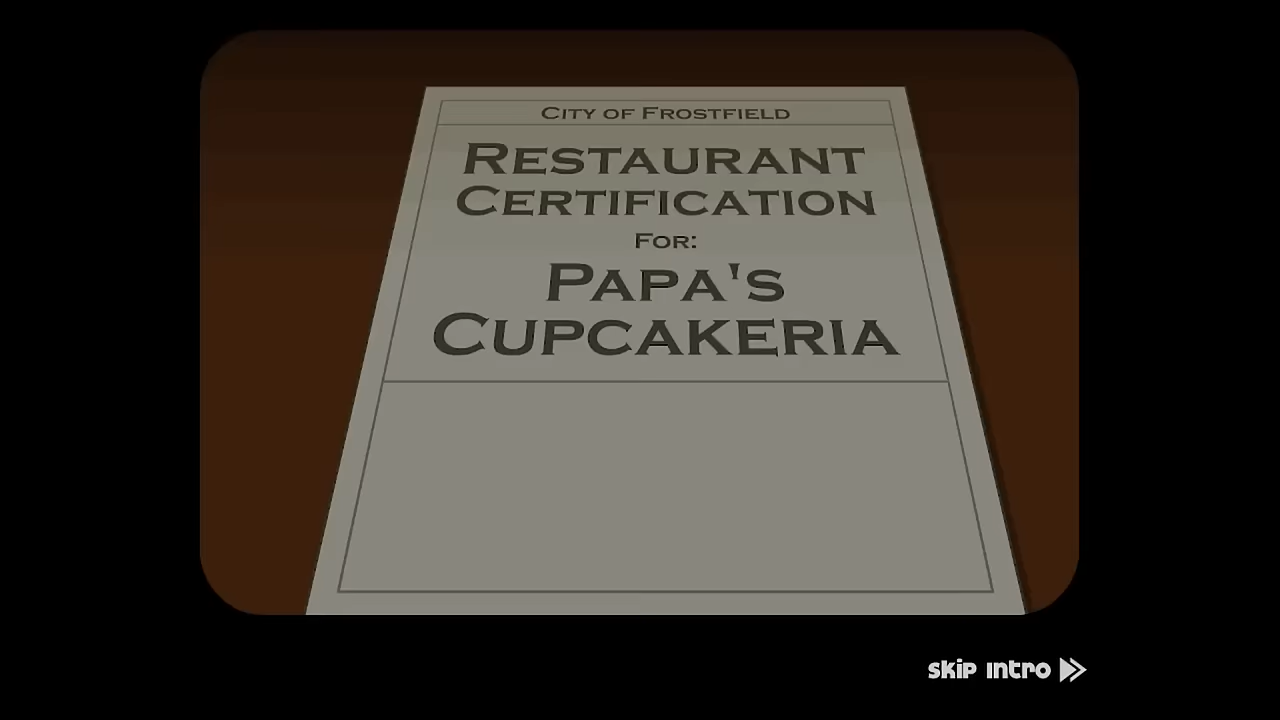 City of Frostfield
Restaurant
Certification
For:
Papa's
Cupcakeria
skip intro